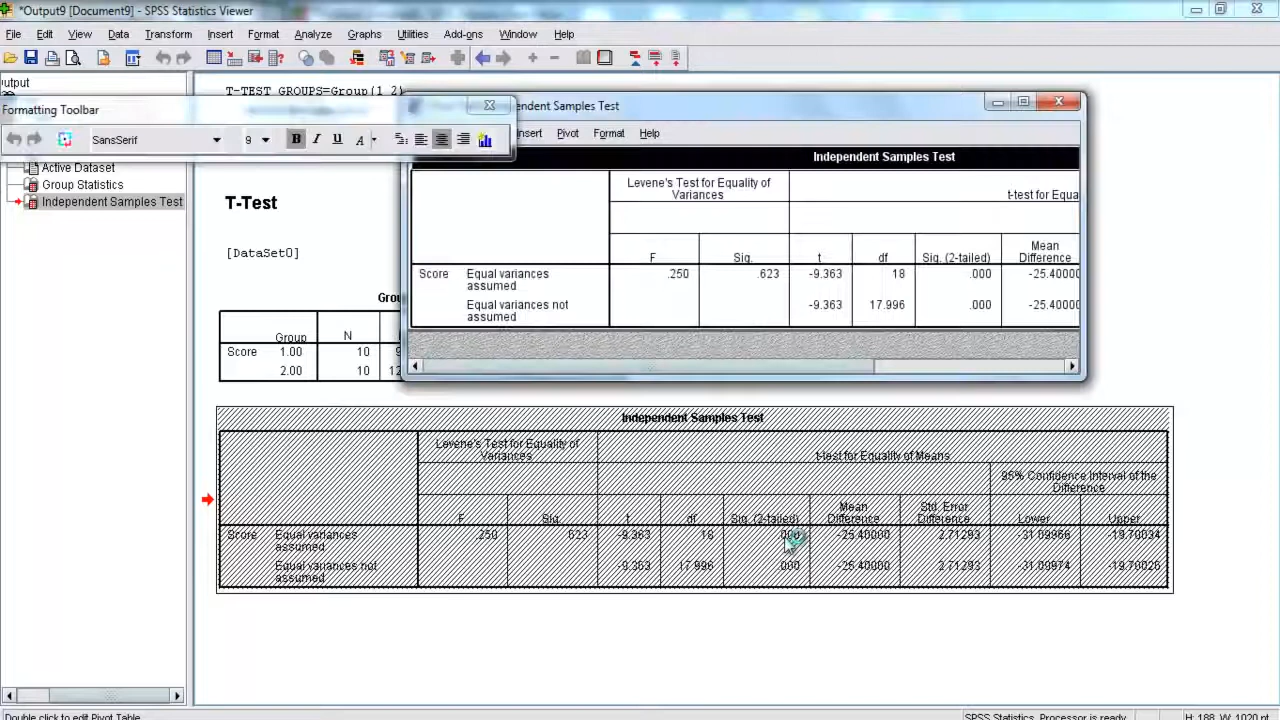 *Output9 [Document9] - SPSS Statistics Viewer
File Edit View Data Transform Insert Format Analyze Graphs Utilities Add-ons Window Help
utput
T-TEST GROUPS=Group(1 2)
Formatting Toolbar
SansSerif 9 B I U A
Active Dataset
Group Statistics
Independent Samples Test
T-Test
[DataSet0]
Group N
Score 1.00 10
2.00 10
ndependent Samples Test
nsert Pivot Format Help
Independent Samples Test
Levene's Test for Equality of Variances
t-test for Equa
F Sig. t df Sig. (2-tailed) Mean Difference
Score Equal variances assumed .250 .623 -9.363 18 .000 -25.40000
Equal variances not assumed -9.363 17.996 .000 -25.40000
Independent Samples Test
Levene's Test for Equality of Variances
t-test for Equality of Means
95% Confidence Interval of the Difference
F Sig. t df Sig. (2-tailed) Mean Difference Std. Error Difference Lower Upper
Score Equal variances assumed .250 .623 -9.363 18 .000 -25.40000 2.71293 -31.09966 -19.70034
Equal variances not assumed -9.363 17.996 .000 -25.40000 2.71293 -31.09974 -19.70026
Double click to edit Pivot Table
SPSS Statistics Processor is ready
H: 188, W: 1020 pt